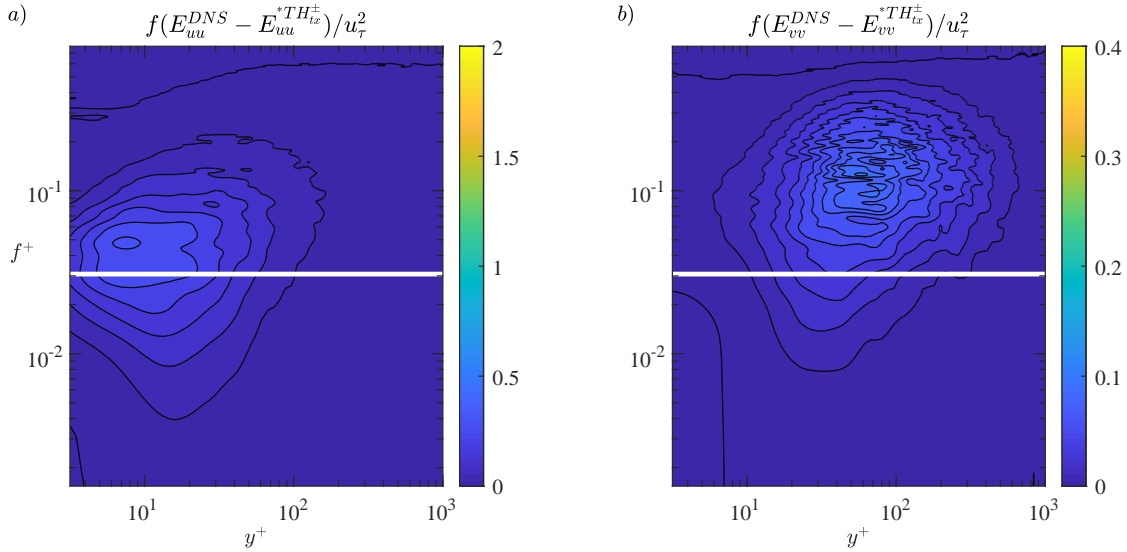 a)
f(E_{uu}^{DNS} − E_{uu}^{*TH_{tx}^{±}})/u_τ^2
2
1.5
1
0.5
0
10^{-1}
f^+
10^{-2}
10^1
10^2
10^3
y^+
b)
f(E_{vv}^{DNS} − E_{vv}^{*TH_{tx}^{±}})/u_τ^2
0.4
0.3
0.2
0.1
0
10^{-1}
10^{-2}
10^1
10^2
10^3
y^+